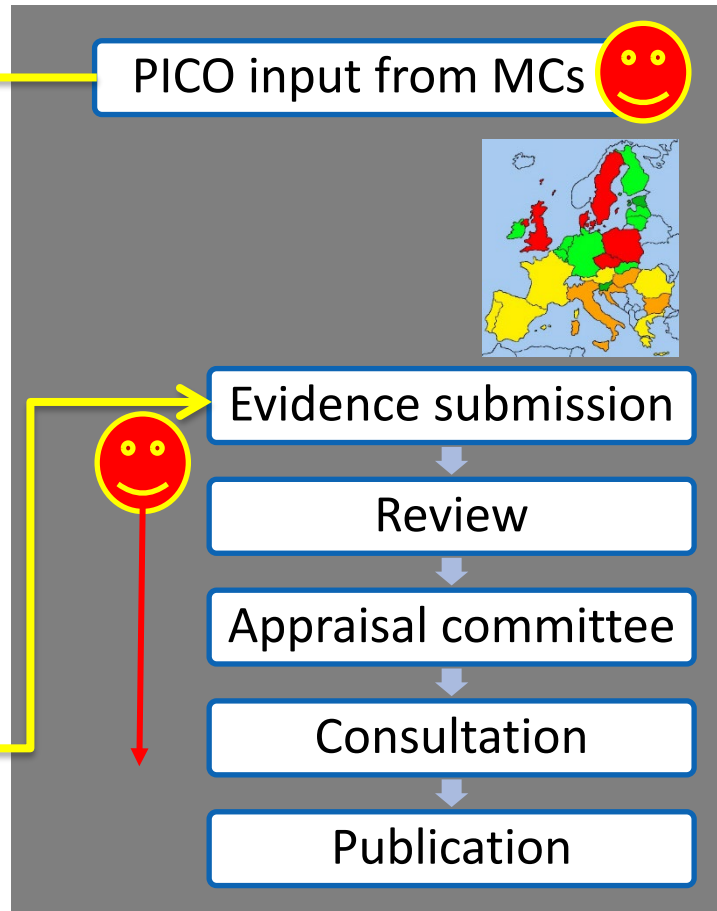 PICO input from MCs
Evidence submission
Review
Appraisal committee
Consultation
Publication